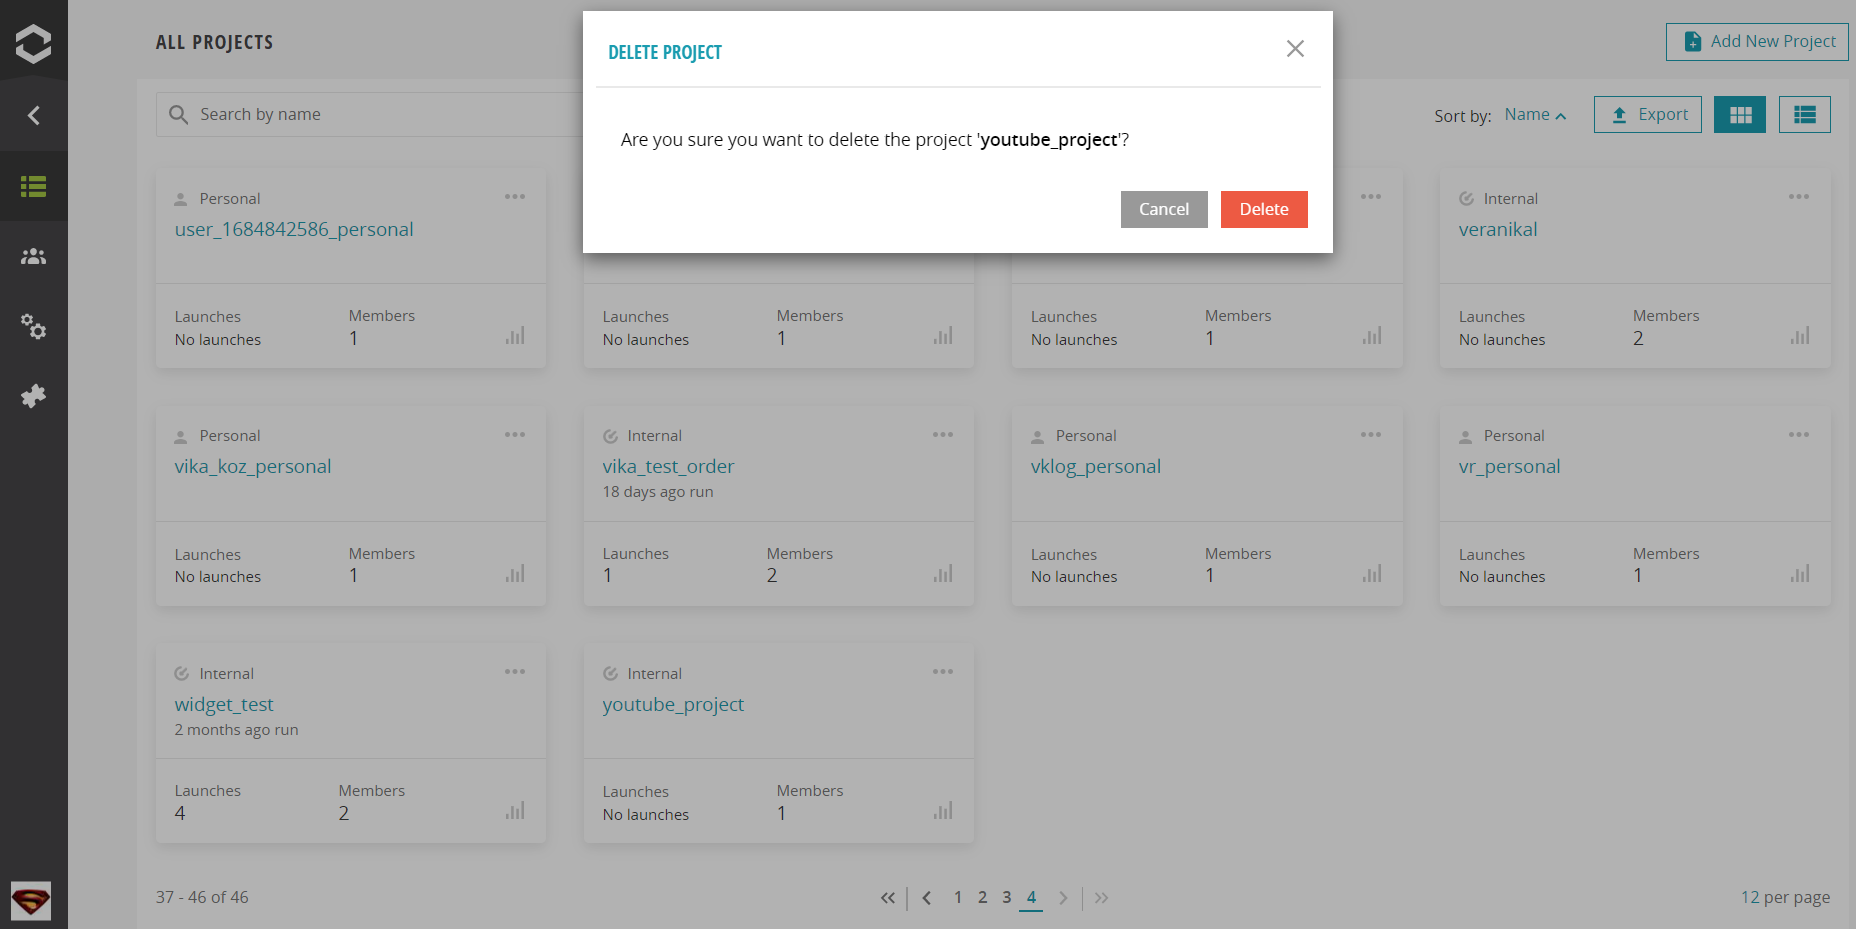 ALL PROJECTS
Add New Project
DELETE PROJECT
Are you sure you want to delete the project 'youtube_project'?
Cancel
Delete
Search by name
Sort by: Name
Export
Personal
user_1684842586_personal
Launches
No launches
Members
1
Launches
No launches
Members
1
Launches
No launches
Members
1
Internal
veranikal
Launches
No launches
Members
2
Personal
vika_koz_personal
Launches
No launches
Members
1
Internal
vika_test_order
18 days ago run
Launches
1
Members
2
Personal
vklog_personal
Launches
No launches
Members
1
Personal
vr_personal
Launches
No launches
Members
1
Internal
widget_test
2 months ago run
Launches
4
Members
2
Internal
youtube_project
Launches
No launches
Members
1
37 - 46 of 46
1 2 3 4
12 per page